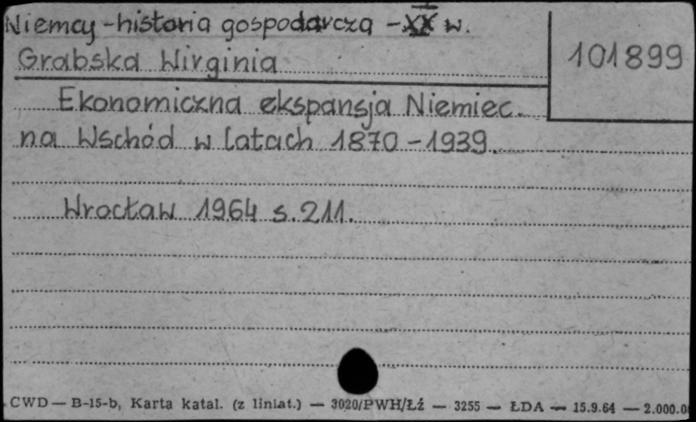 Niemcy - historia gospodarcza - XX w.
Grabska Wirginia
101899
Ekonomiczna ekspansja Niemiec.
na Wschód w latach 1870-1939.
Wrocław 1964 s. 211.
CWD — B-15-b, Karta katal. (z liniat.) — 3020/PWH/Łź — 3255 — ŁDA — 15.9.64 — 2.000.0